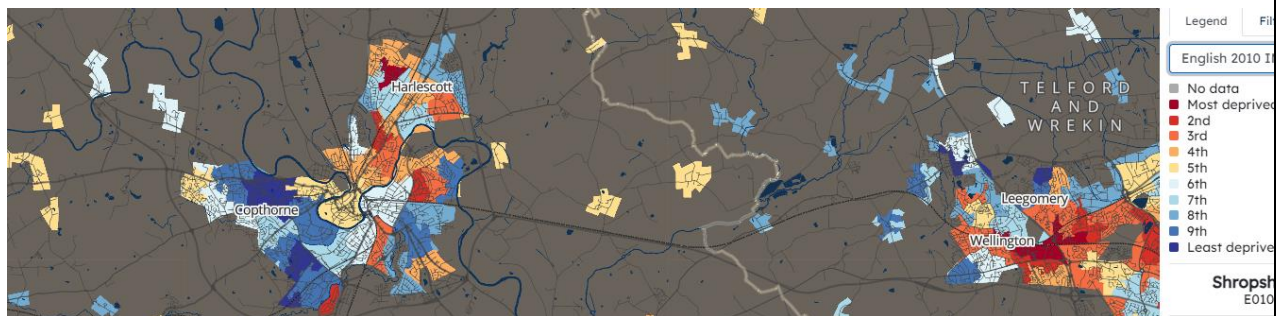 Harlescott
Copthorne
TELFORD
AND
WREKIN
Leegomery
Wellington
Legend Fil
English 2010 I
No data
Most deprived
2nd
3rd
4th
5th
6th
7th
8th
9th
Least deprive
Shropsh
E010